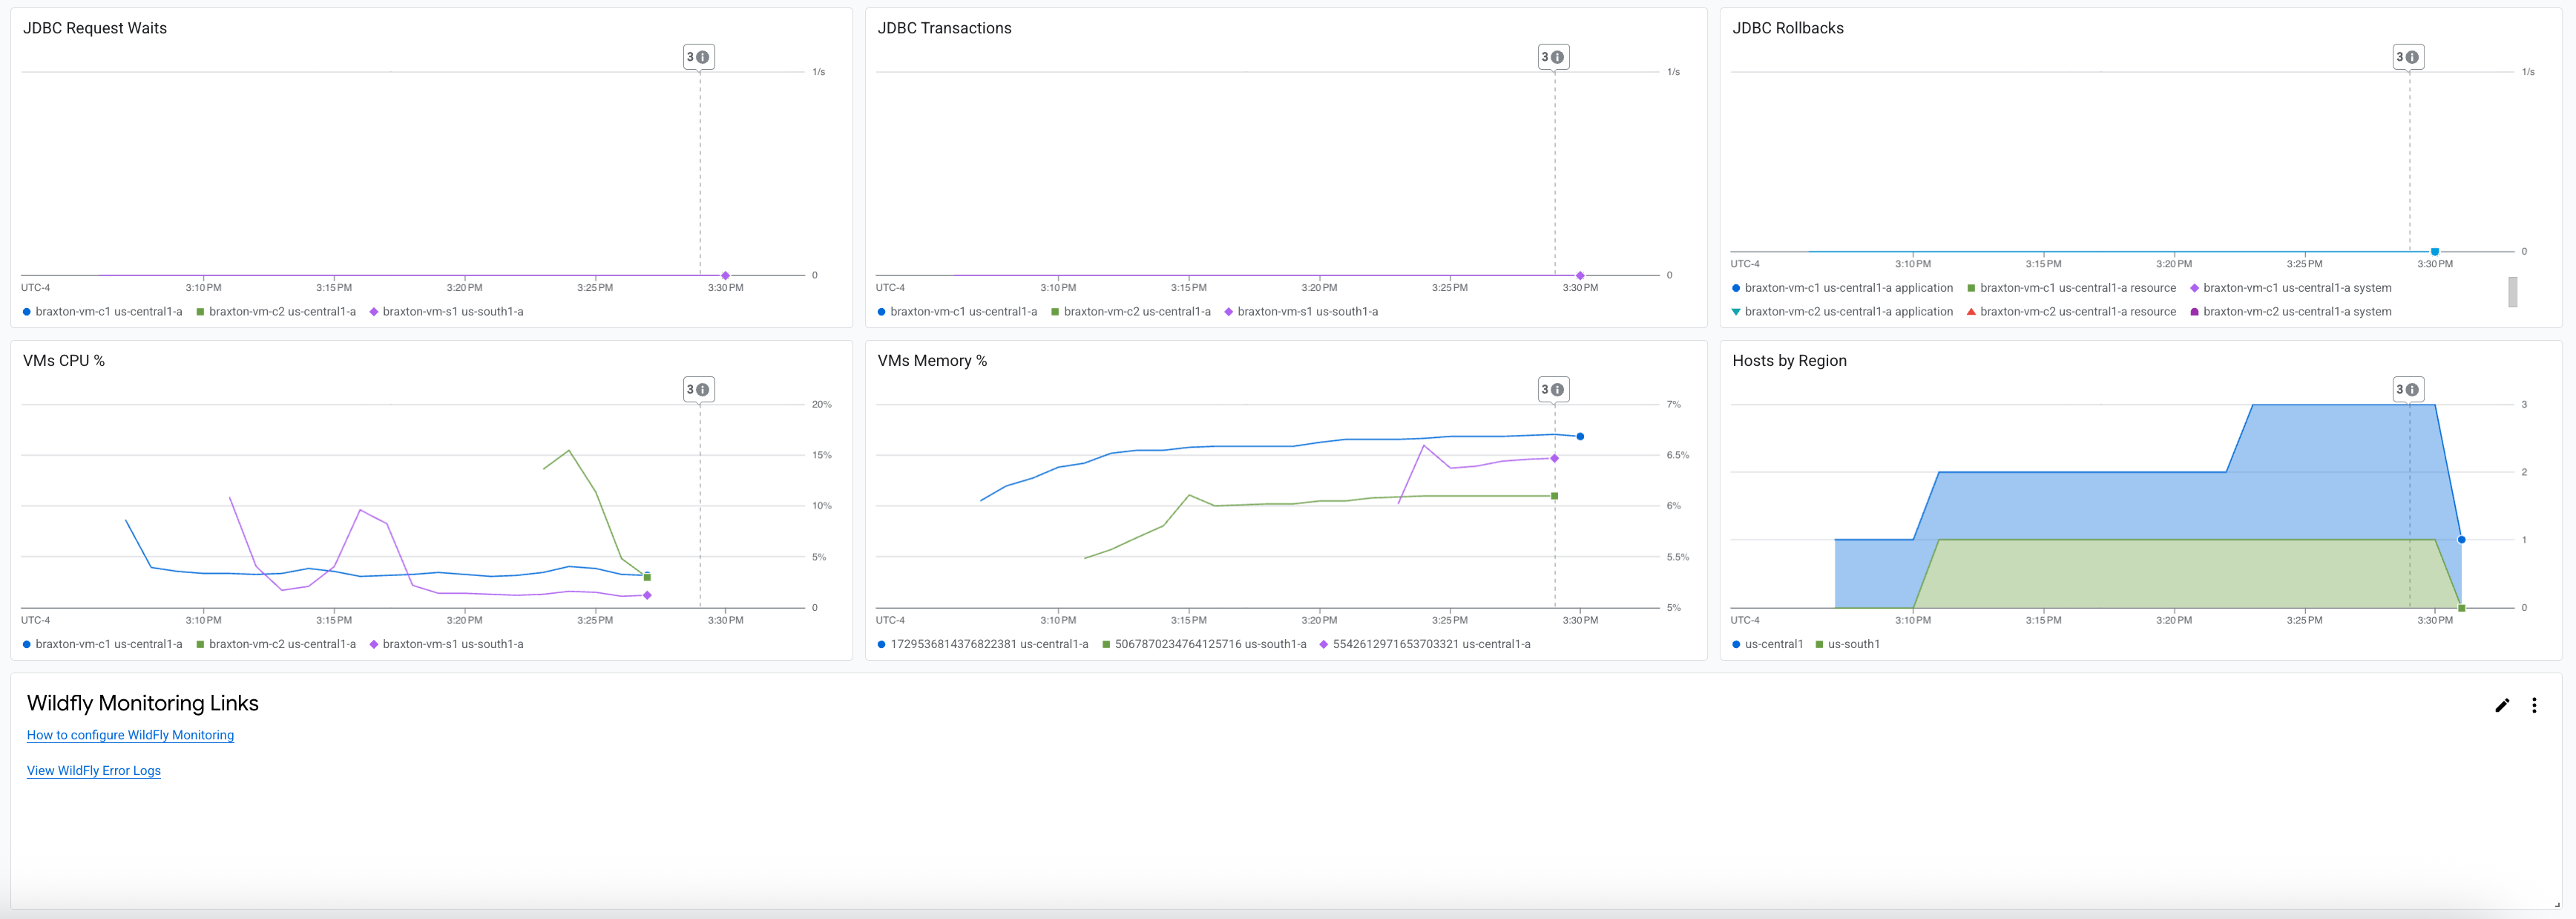 JDBC Request Waits
3
1/s
0
UTC-4 3:10 PM 3:15 PM 3:20 PM 3:25 PM 3:30 PM
braxton-vm-c1 us-central1-a braxton-vm-c2 us-central1-a braxton-vm-s1 us-south1-a
JDBC Transactions
3
1/s
0
UTC-4 3:10 PM 3:15 PM 3:20 PM 3:25 PM 3:30 PM
braxton-vm-c1 us-central1-a braxton-vm-c2 us-central1-a braxton-vm-s1 us-south1-a
JDBC Rollbacks
3
1/s
0
UTC-4 3:10 PM 3:15 PM 3:20 PM 3:25 PM 3:30 PM
braxton-vm-c1 us-central1-a application braxton-vm-c1 us-central1-a resource braxton-vm-c1 us-central1-a system
braxton-vm-c2 us-central1-a application braxton-vm-c2 us-central1-a resource braxton-vm-c2 us-central1-a system
VMs CPU %
3
20%
15%
10%
5%
0
UTC-4 3:10 PM 3:15 PM 3:20 PM 3:25 PM 3:30 PM
braxton-vm-c1 us-central1-a braxton-vm-c2 us-central1-a braxton-vm-s1 us-south1-a
VMs Memory %
3
7%
6.5%
6%
5.5%
5%
UTC-4 3:10 PM 3:15 PM 3:20 PM 3:25 PM 3:30 PM
1729536814376822381 us-central1-a 5067870234764125716 us-south1-a 5542612971653703321 us-central1-a
Hosts by Region
3
3
2
1
0
UTC-4 3:10 PM 3:15 PM 3:20 PM 3:25 PM 3:30 PM
us-central1 us-south1
Wildfly Monitoring Links
How to configure WildFly Monitoring
View WildFly Error Logs